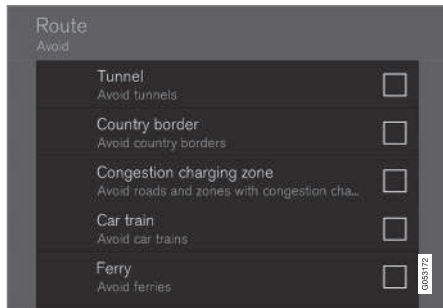 Route
Avoid
Tunnel
Avoid tunnels
Country border
Avoid country borders
Congestion charging zone
Avoid roads and zones with congestion cha...
Car train
Avoid car trains
Ferry
Avoid ferries
G053172